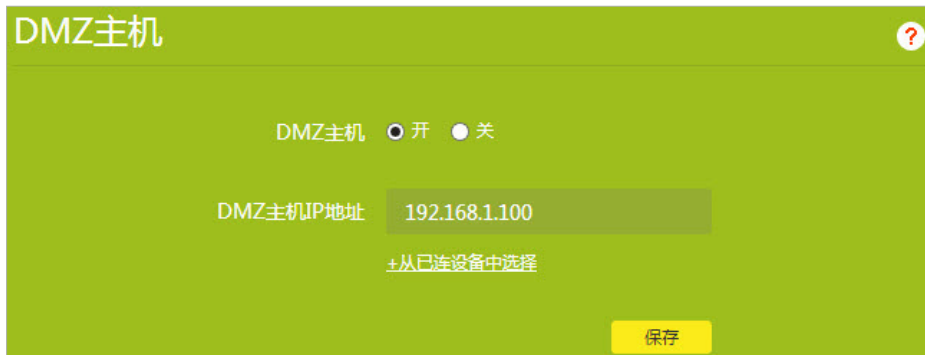 DMZ主机
?
DMZ主机 开 关
DMZ主机IP地址 192.168.1.100
+从已连设备中选择
保存